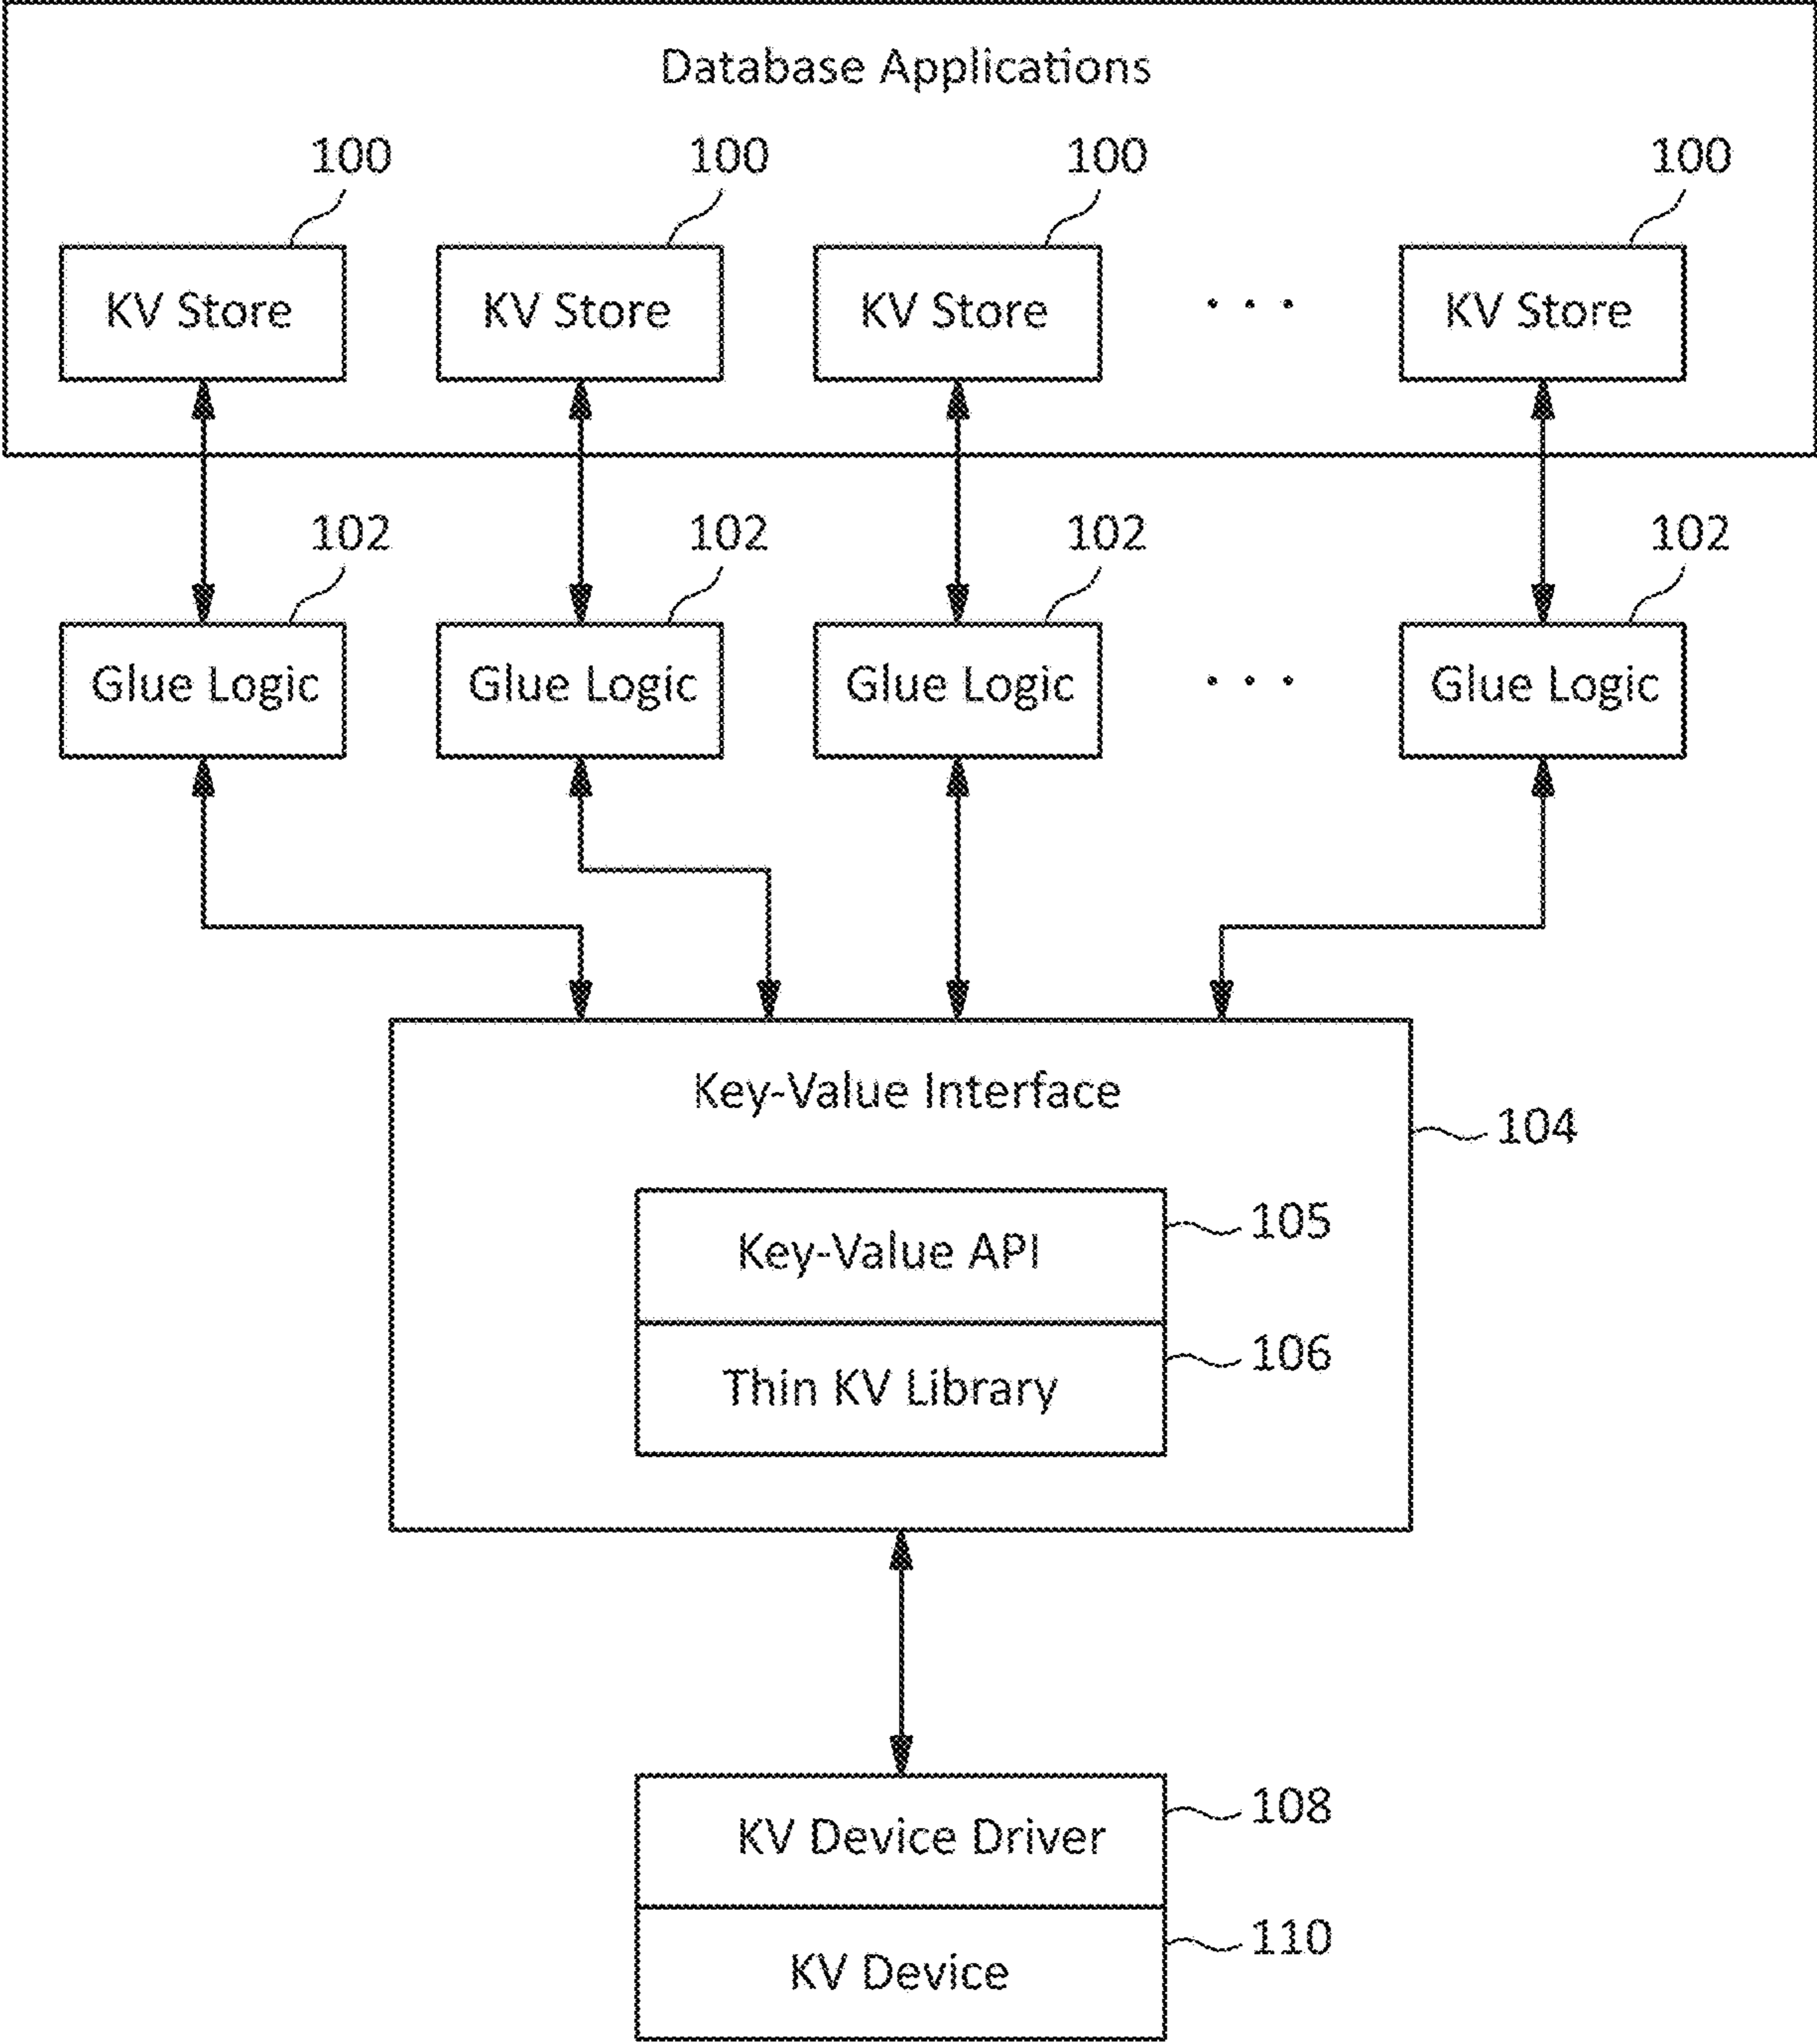 Database Applications
100 100 100 100
KV Store KV Store KV Store . . . KV Store
102 102 102 102
Glue Logic Glue Logic Glue Logic . . . Glue Logic
Key-Value Interface
104
105
Key-Value API
106
Thin KV Library
108
KV Device Driver
110
KV Device